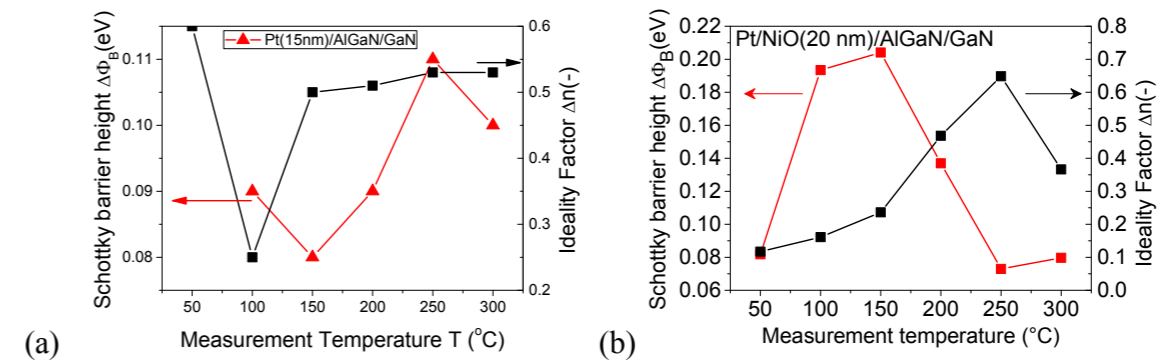 Schottky barrier height ΔΦB(eV)
0.11
0.10
0.09
0.08
Pt(15nm)/AlGaN/GaN
0.6
0.5
0.4
0.3
0.2
Ideality Factor Δn(-)
50 100 150 200 250 300
Measurement Temperature T (°C)
(a)
Schottky barrier height ΔΦB(eV)
0.22
0.20
0.18
0.16
0.14
0.12
0.10
0.08
0.06
Pt/NiO(20 nm)/AlGaN/GaN
0.8
0.7
0.6
0.5
0.4
0.3
0.2
0.1
0.0
Ideality Factor Δn(-)
50 100 150 200 250 300
Measurement temperature (°C)
(b)